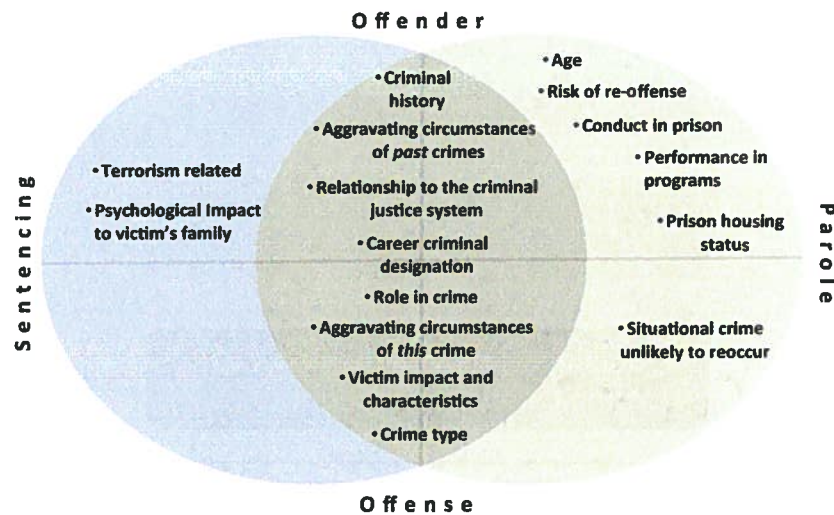 Offender
Sentencing
• Terrorism related
• Psychological Impact
to victim's family
• Criminal
history
• Aggravating circumstances
of past crimes
• Relationship to the criminal
justice system
• Career criminal
designation
• Role in crime
• Aggravating circumstances
of this crime
• Victim impact and
characteristics
• Crime type
• Age
• Risk of re-offense
• Conduct in prison
• Performance in
programs
• Prison housing
status
• Situational crime
unlikely to reoccur
Parole
Offense